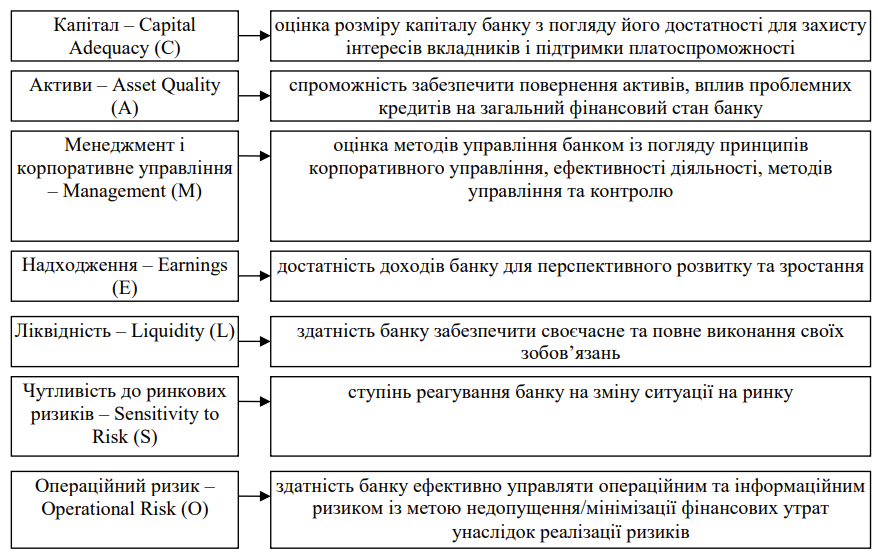 Капітал – Capital
Adequacy (C)
оцінка розміру капіталу банку з погляду його достатності для захисту
інтересів вкладників і підтримки платоспроможності
Активи – Asset Quality
(A)
спроможність забезпечити повернення активів, вплив проблемних
кредитів на загальний фінансовий стан банку
Менеджмент і
корпоративне управління
– Management (M)
оцінка методів управління банком із погляду принципів
корпоративного управління, ефективності діяльності, методів
управління та контролю
Надходження – Earnings
(E)
достатність доходів банку для перспективного розвитку та зростання
Ліквідність – Liquidity (L)
здатність банку забезпечити своєчасне та повне виконання своїх
зобов’язань
Чутливість до ринкових
ризиків – Sensitivity to
Risk (S)
ступінь реагування банку на зміну ситуації на ринку
Операційний ризик –
Operational Risk (O)
здатність банку ефективно управляти операційним та інформаційним
ризиком із метою недопущення/мінімізації фінансових утрат
унаслідок реалізації ризиків